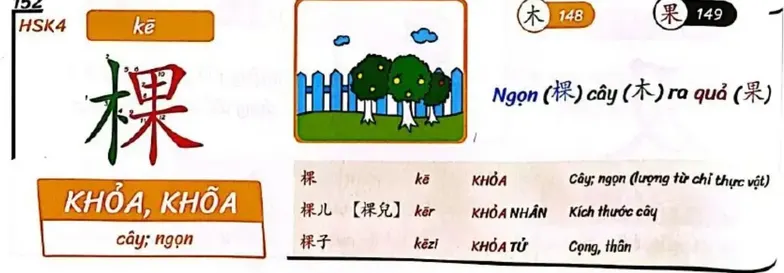 152
HSK4
kē
木 148
果 149
棵
Ngọn (棵) cây (木) ra quả (果)
KHỎA, KHÕA
cây; ngọn
棵 kē KHỎA Cây; ngọn (lượng từ chỉ thực vật)
棵儿 【棵兒】 kēr KHỎA NHÂN Kích thước cây
棵子 kēzi KHỎA TỬ Cọng, thân